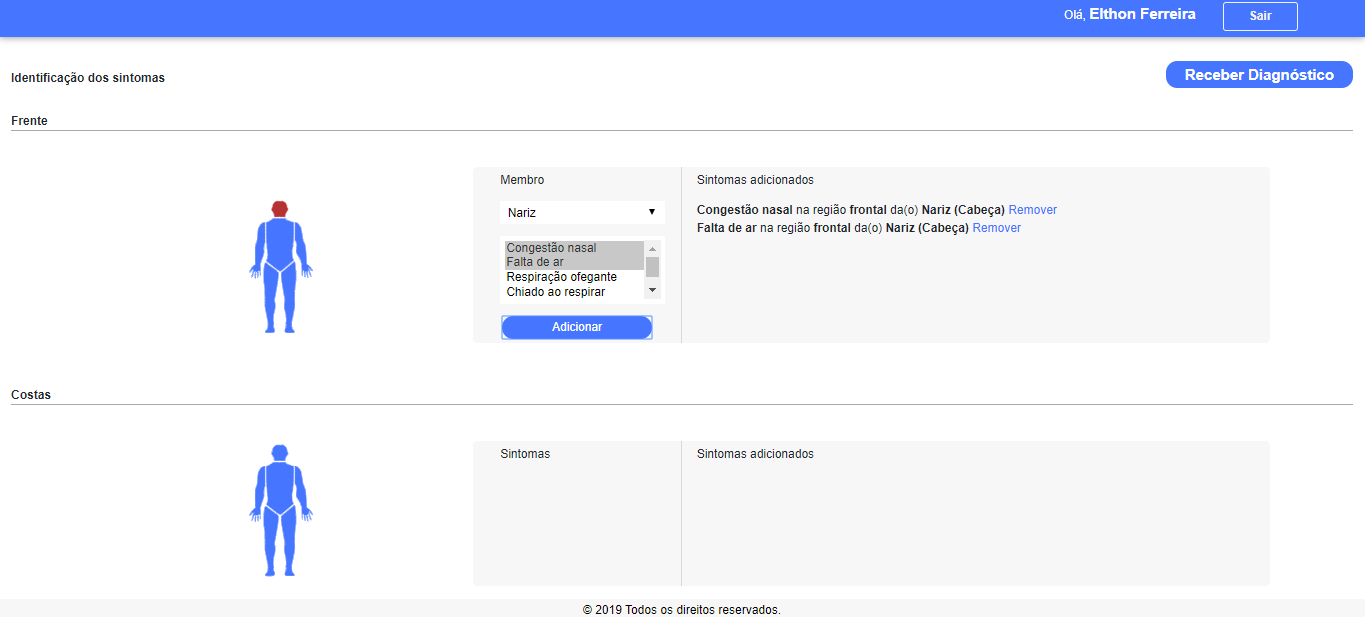 Olá, Elthon Ferreira
Sair
Identificação dos sintomas
Receber Diagnóstico
Frente
Membro
Nariz
Congestão nasal
Falta de ar
Respiração ofegante
Chiado ao respirar
Adicionar
Sintomas adicionados
Congestão nasal na região frontal da(o) Nariz (Cabeça) Remover
Falta de ar na região frontal da(o) Nariz (Cabeça) Remover
Costas
Sintomas
Sintomas adicionados
© 2019 Todos os direitos reservados.